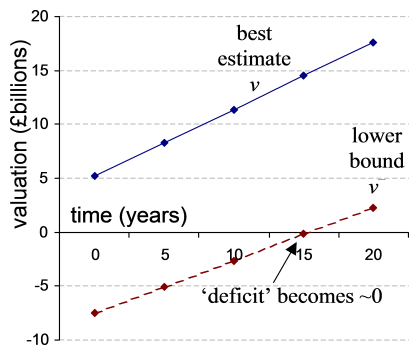 20
15
10
5
0
-5
-10
valuation (£billions)
best
estimate
v
lower
bound
v⁻
time (years)
0 5 10 15 20
‘deficit’ becomes ~0